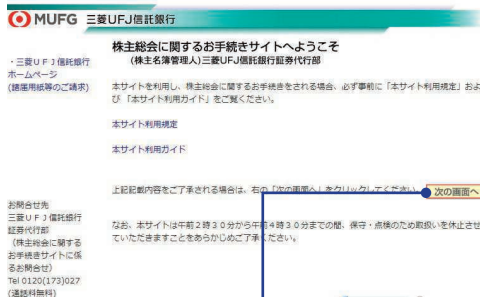 MUFG 三菱UFJ信託銀行
株主総会に関するお手続きサイトへようこそ
(株主名簿管理人)三菱UFJ信託銀行証券代行部
・三菱UFJ信託銀行
ホームページ
(諸届用紙等のご請求)
本サイトを利用し、株主総会に関するお手続きをされる場合、必ず事前に「本サイト利用規定」およ
び 「本サイト利用ガイド」をご覧ください。
本サイト利用規定
本サイト利用ガイド
上記記載内容をご了承される場合は、右の「次の画面へ」をクリックしてください。
次の画面へ
なお、本サイトは午前2時30分から午前4時30分までの間、保守・点検のため取扱いを休止させ
ていただきますことをあらかじめご了承ください。
お問合せ先
三菱UFJ信託銀行
証券代行部
(株主総会に関する
お手続きサイトに係
るお問合せ)
Tel 0120(173)027
(通話料無料)